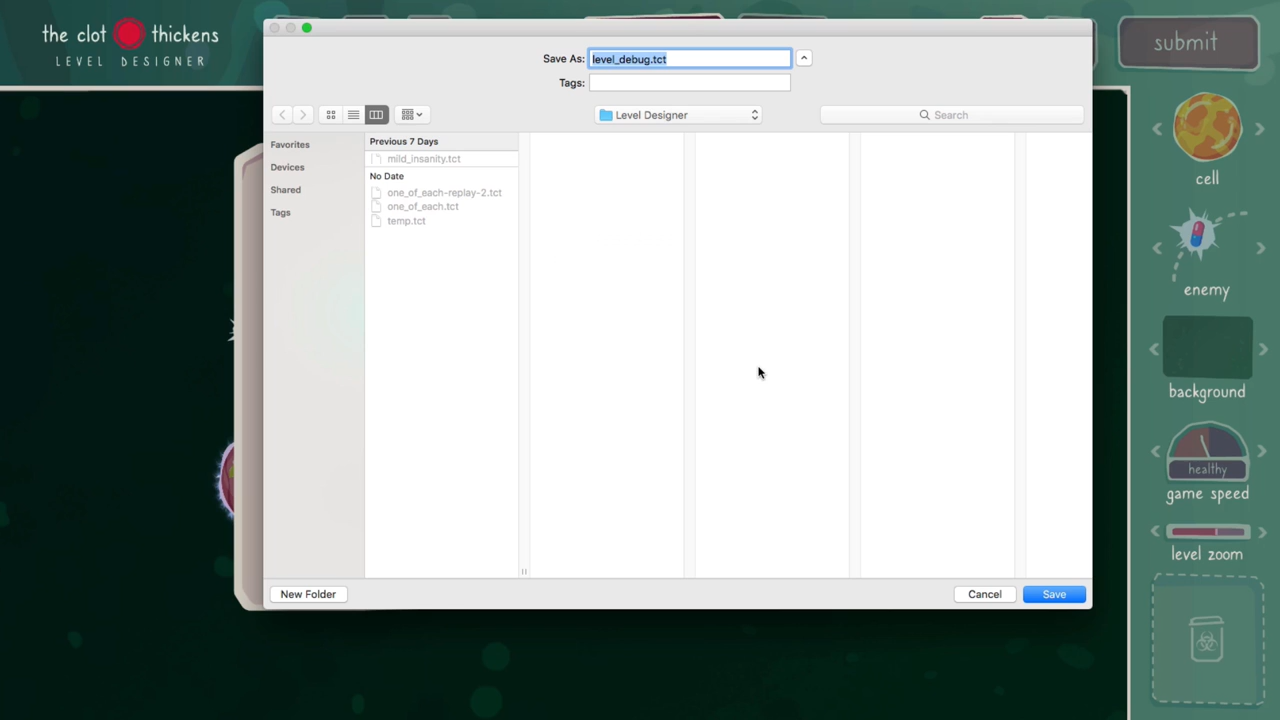 the clot thickens
LEVEL DESIGNER
Save As: level_debug.tct
Tags:
Level Designer
Search
Favorites
Devices
Shared
Tags
Previous 7 Days
mild_insanity.tct
No Date
one_of_each-replay-2.tct
one_of_each.tct
temp.tct
New Folder
Cancel
Save
submit
cell
enemy
background
healthy
game speed
level zoom